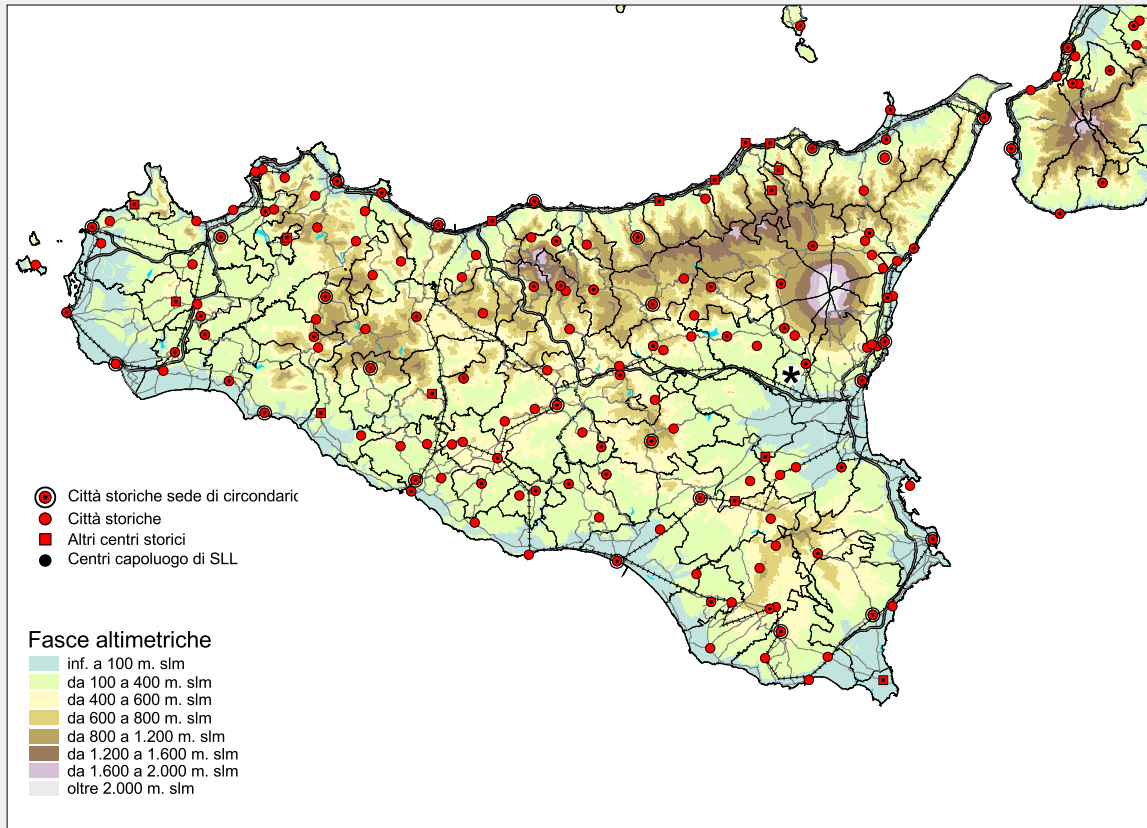 *
Città storiche sede di circondaric
Città storiche
Altri centri storici
Centri capoluogo di SLL
Fasce altimetriche
inf. a 100 m. slm
da 100 a 400 m. slm
da 400 a 600 m. slm
da 600 a 800 m. slm
da 800 a 1.200 m. slm
da 1.200 a 1.600 m. slm
da 1.600 a 2.000 m. slm
oltre 2.000 m. slm